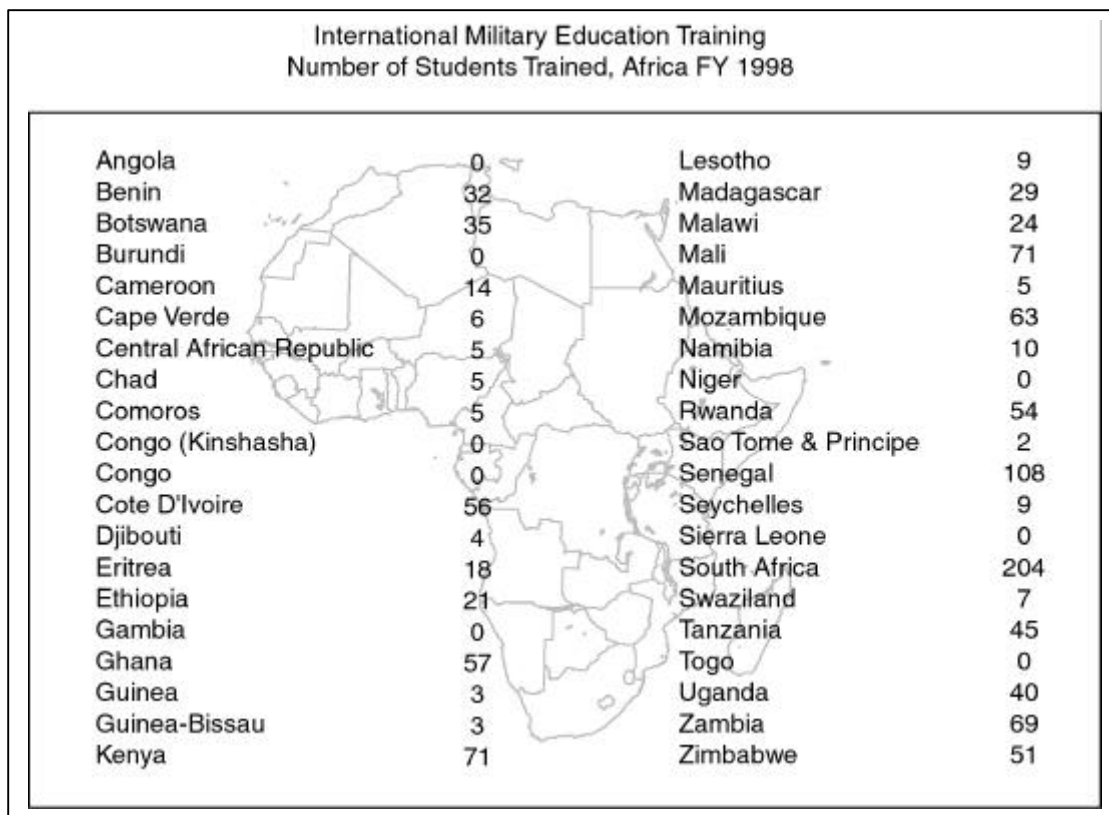 International Military Education Training
Number of Students Trained, Africa FY 1998
Angola 0
Benin 32
Botswana 35
Burundi 0
Cameroon 14
Cape Verde 6
Central African Republic 5
Chad 5
Comoros 5
Congo (Kinshasha) 0
Congo 0
Cote D'Ivoire 56
Djibouti 4
Eritrea 18
Ethiopia 21
Gambia 0
Ghana 57
Guinea 3
Guinea-Bissau 3
Kenya 71
Lesotho 9
Madagascar 29
Malawi 24
Mali 71
Mauritius 5
Mozambique 63
Namibia 10
Niger 0
Rwanda 54
Sao Tome & Principe 2
Senegal 108
Seychelles 9
Sierra Leone 0
South Africa 204
Swaziland 7
Tanzania 45
Togo 0
Uganda 40
Zambia 69
Zimbabwe 51